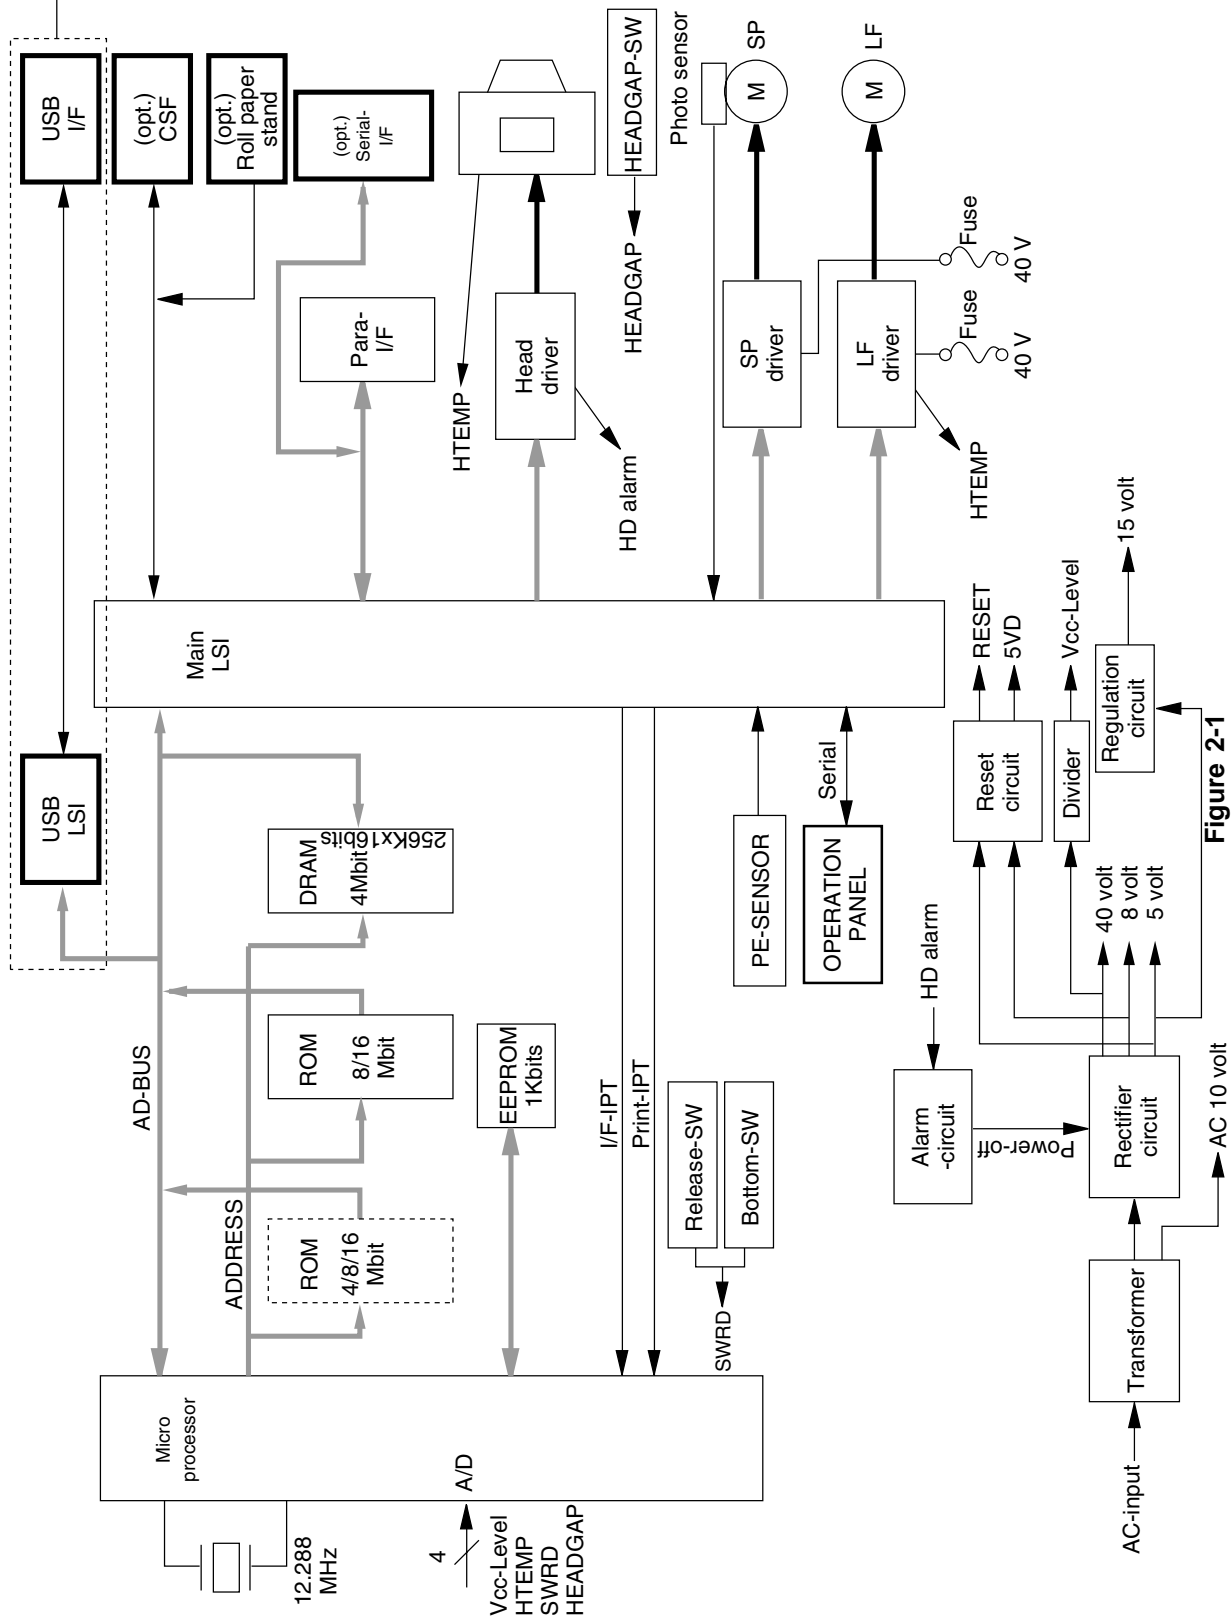 USB
I/F
(opt.)
CSF
(opt.)
Roll paper
stand
(opt.)
Serial-
I/F
USB
LSI
Para-
I/F
HTEMP
Head
driver
HD alarm
HEADGAP-SW
HEADGAP
Photo sensor
M
SP
M
LF
SP
driver
LF
driver
Fuse
40 V
Fuse
40 V
HTEMP
Main
LSI
AD-BUS
ADDRESS
DRAM
4Mbit
256Kx16bits
ROM
8/16
Mbit
ROM
4/8/16
Mbit
EEPROM
1Kbits
I/F-IPT
Print-IPT
Release-SW
Bottom-SW
SWRD
PE-SENSOR
Serial
OPERATION
PANEL
Micro
processor
A/D
12.288
MHz
4
Vcc-Level
HTEMP
SWRD
HEADGAP
AC-input
Transformer
AC 10 volt
Rectifier
circuit
Power-off
Alarm
-circuit
HD alarm
40 volt
8 volt
5 volt
Reset
circuit
RESET
5VD
Divider
Vcc-Level
Regulation
circuit
15 volt
Figure 2-1